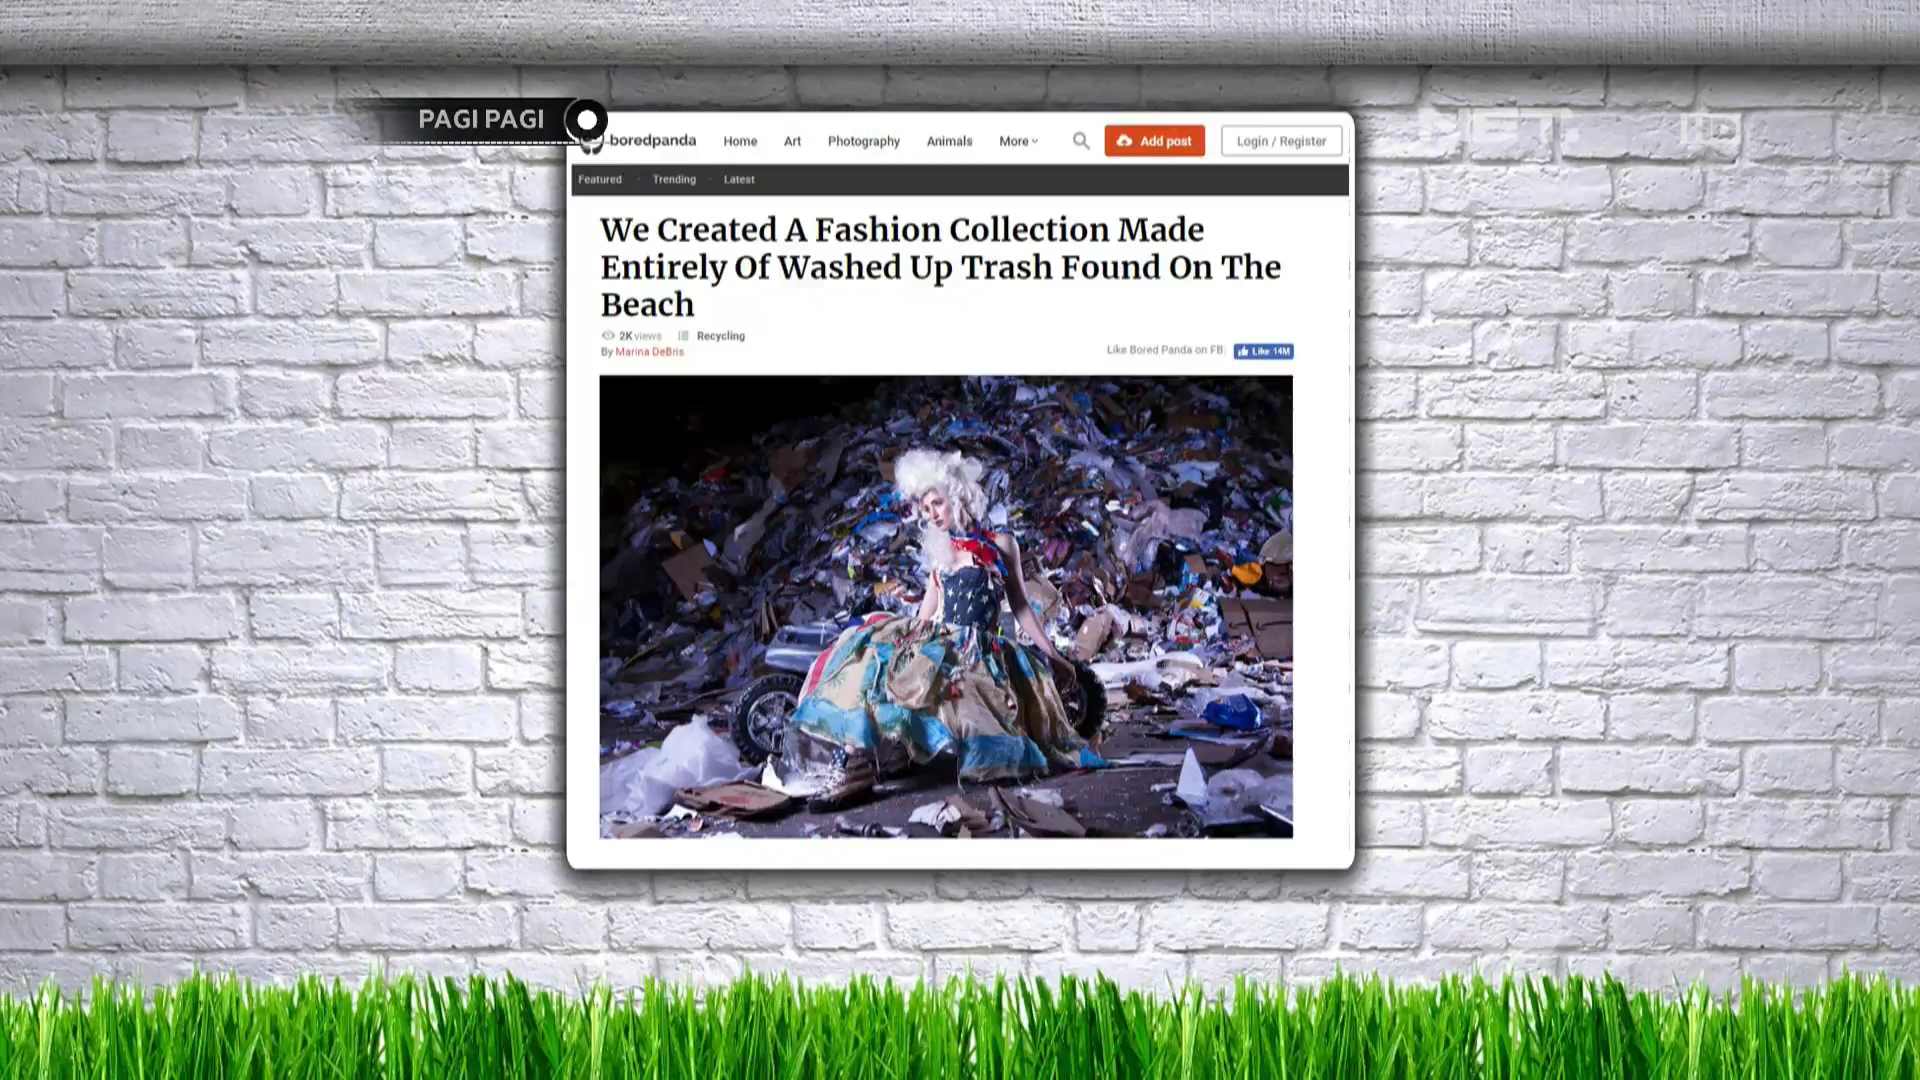 PAGI PAGI
NET. HD
boredpanda Home Art Photography Animals More Add post Login / Register
Featured Trending Latest
We Created A Fashion Collection Made
Entirely Of Washed Up Trash Found On The
Beach
2K views Recycling
By Marina DeBris
Like Bored Panda on FB: Like 14M